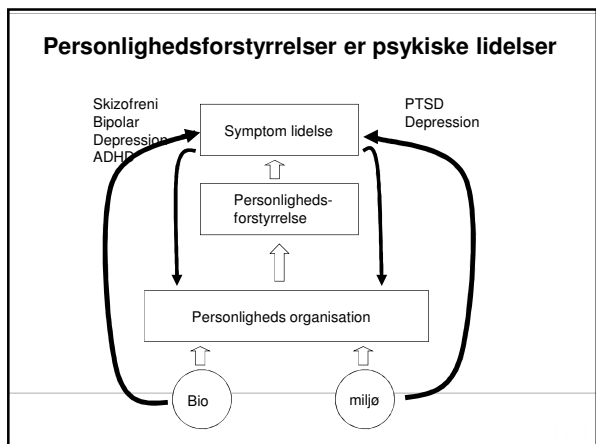 Personlighedsforstyrrelser er psykiske lidelser
Skizofreni
Bipolar
Depression
ADHD
PTSD
Depression
Symptom lidelse
Personligheds-
forstyrrelse
Personligheds organisation
Bio
miljø